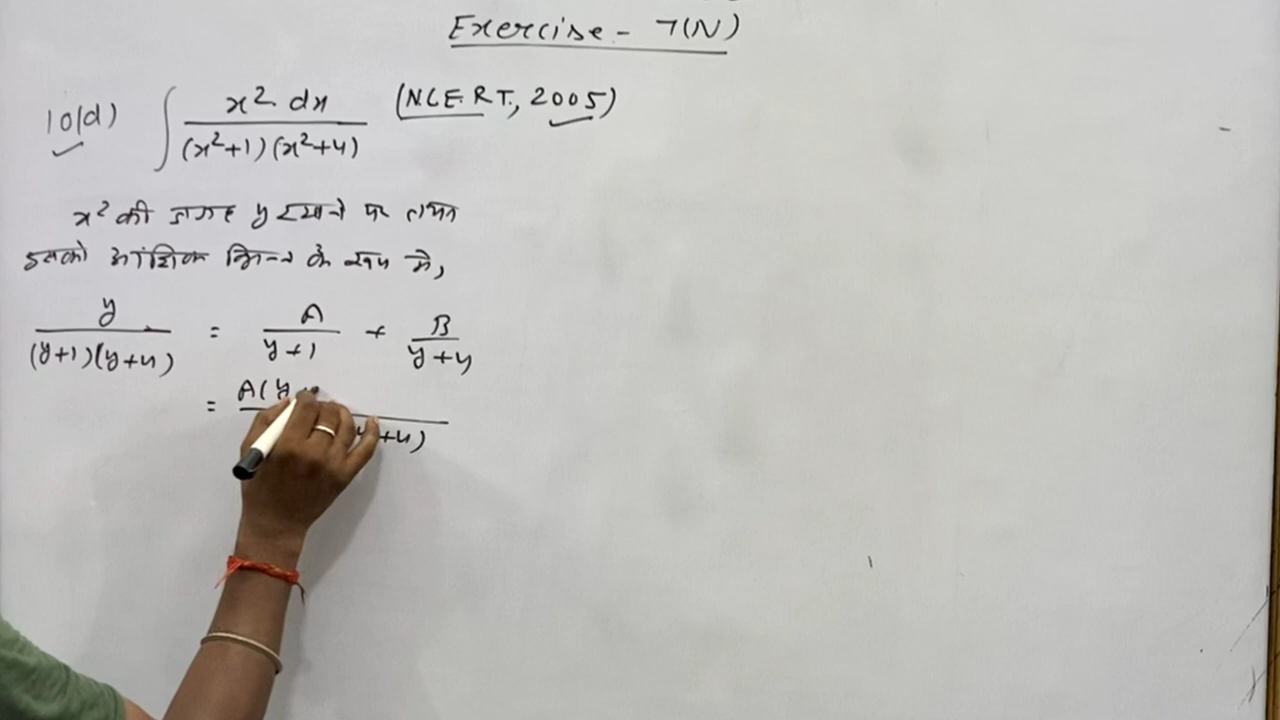 Exercise - 7(N)
10(d) ∫ x² dx / (x²+1)(x²+4) (N.C.E.R.T., 2005)
x² की जगह y रखने पर तथा
इसको आंशिक भिन्न के रूप में,
y / (y+1)(y+4) = A / y+1 + B / y+4
= A(y
y+4)